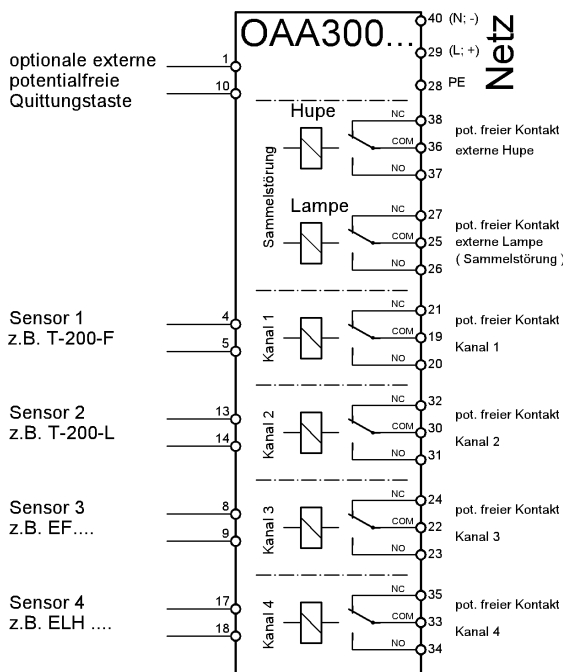 OAA300...
40 (N; -)
29 (L; +)
28 PE
Netz
optionale externe
potentialfreie
Quittungstaste
1
10
Sammelstörung
Hupe
NC
38
COM
36
NO
37
pot. freier Kontakt
externe Hupe
Lampe
NC
27
COM
25
NO
26
pot. freier Kontakt
externe Lampe
( Sammelstörung )
Sensor 1
z.B. T-200-F
4
5
Kanal 1
NC
21
COM
19
NO
20
pot. freier Kontakt
Kanal 1
Sensor 2
z.B. T-200-L
13
14
Kanal 2
NC
32
COM
30
NO
31
pot. freier Kontakt
Kanal 2
Sensor 3
z.B. EF....
8
9
Kanal 3
NC
24
COM
22
NO
23
pot. freier Kontakt
Kanal 3
Sensor 4
z.B. ELH ....
17
18
Kanal 4
NC
35
COM
33
NO
34
pot. freier Kontakt
Kanal 4